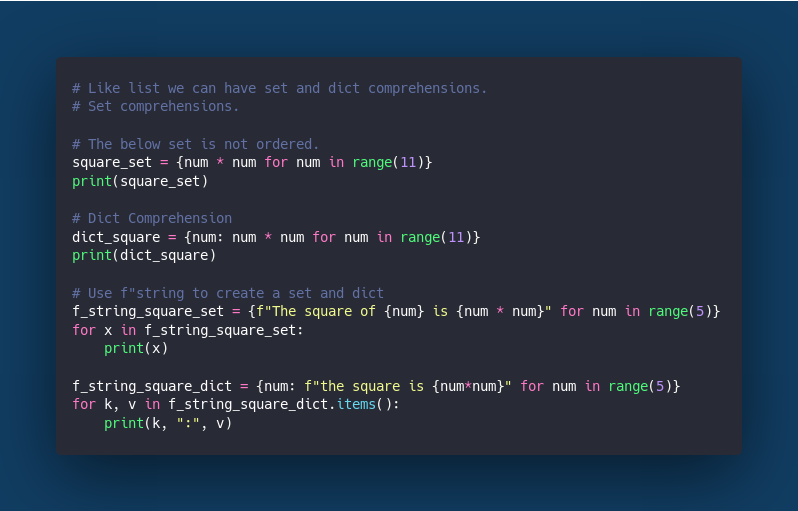 # Like list we can have set and dict comprehensions.
# Set comprehensions.

# The below set is not ordered.
square_set = {num * num for num in range(11)}
print(square_set)

# Dict Comprehension
dict_square = {num: num * num for num in range(11)}
print(dict_square)

# Use f"string to create a set and dict
f_string_square_set = {f"The square of {num} is {num * num}" for num in range(5)}
for x in f_string_square_set:
    print(x)

f_string_square_dict = {num: f"the square is {num*num}" for num in range(5)}
for k, v in f_string_square_dict.items():
    print(k, ":", v)